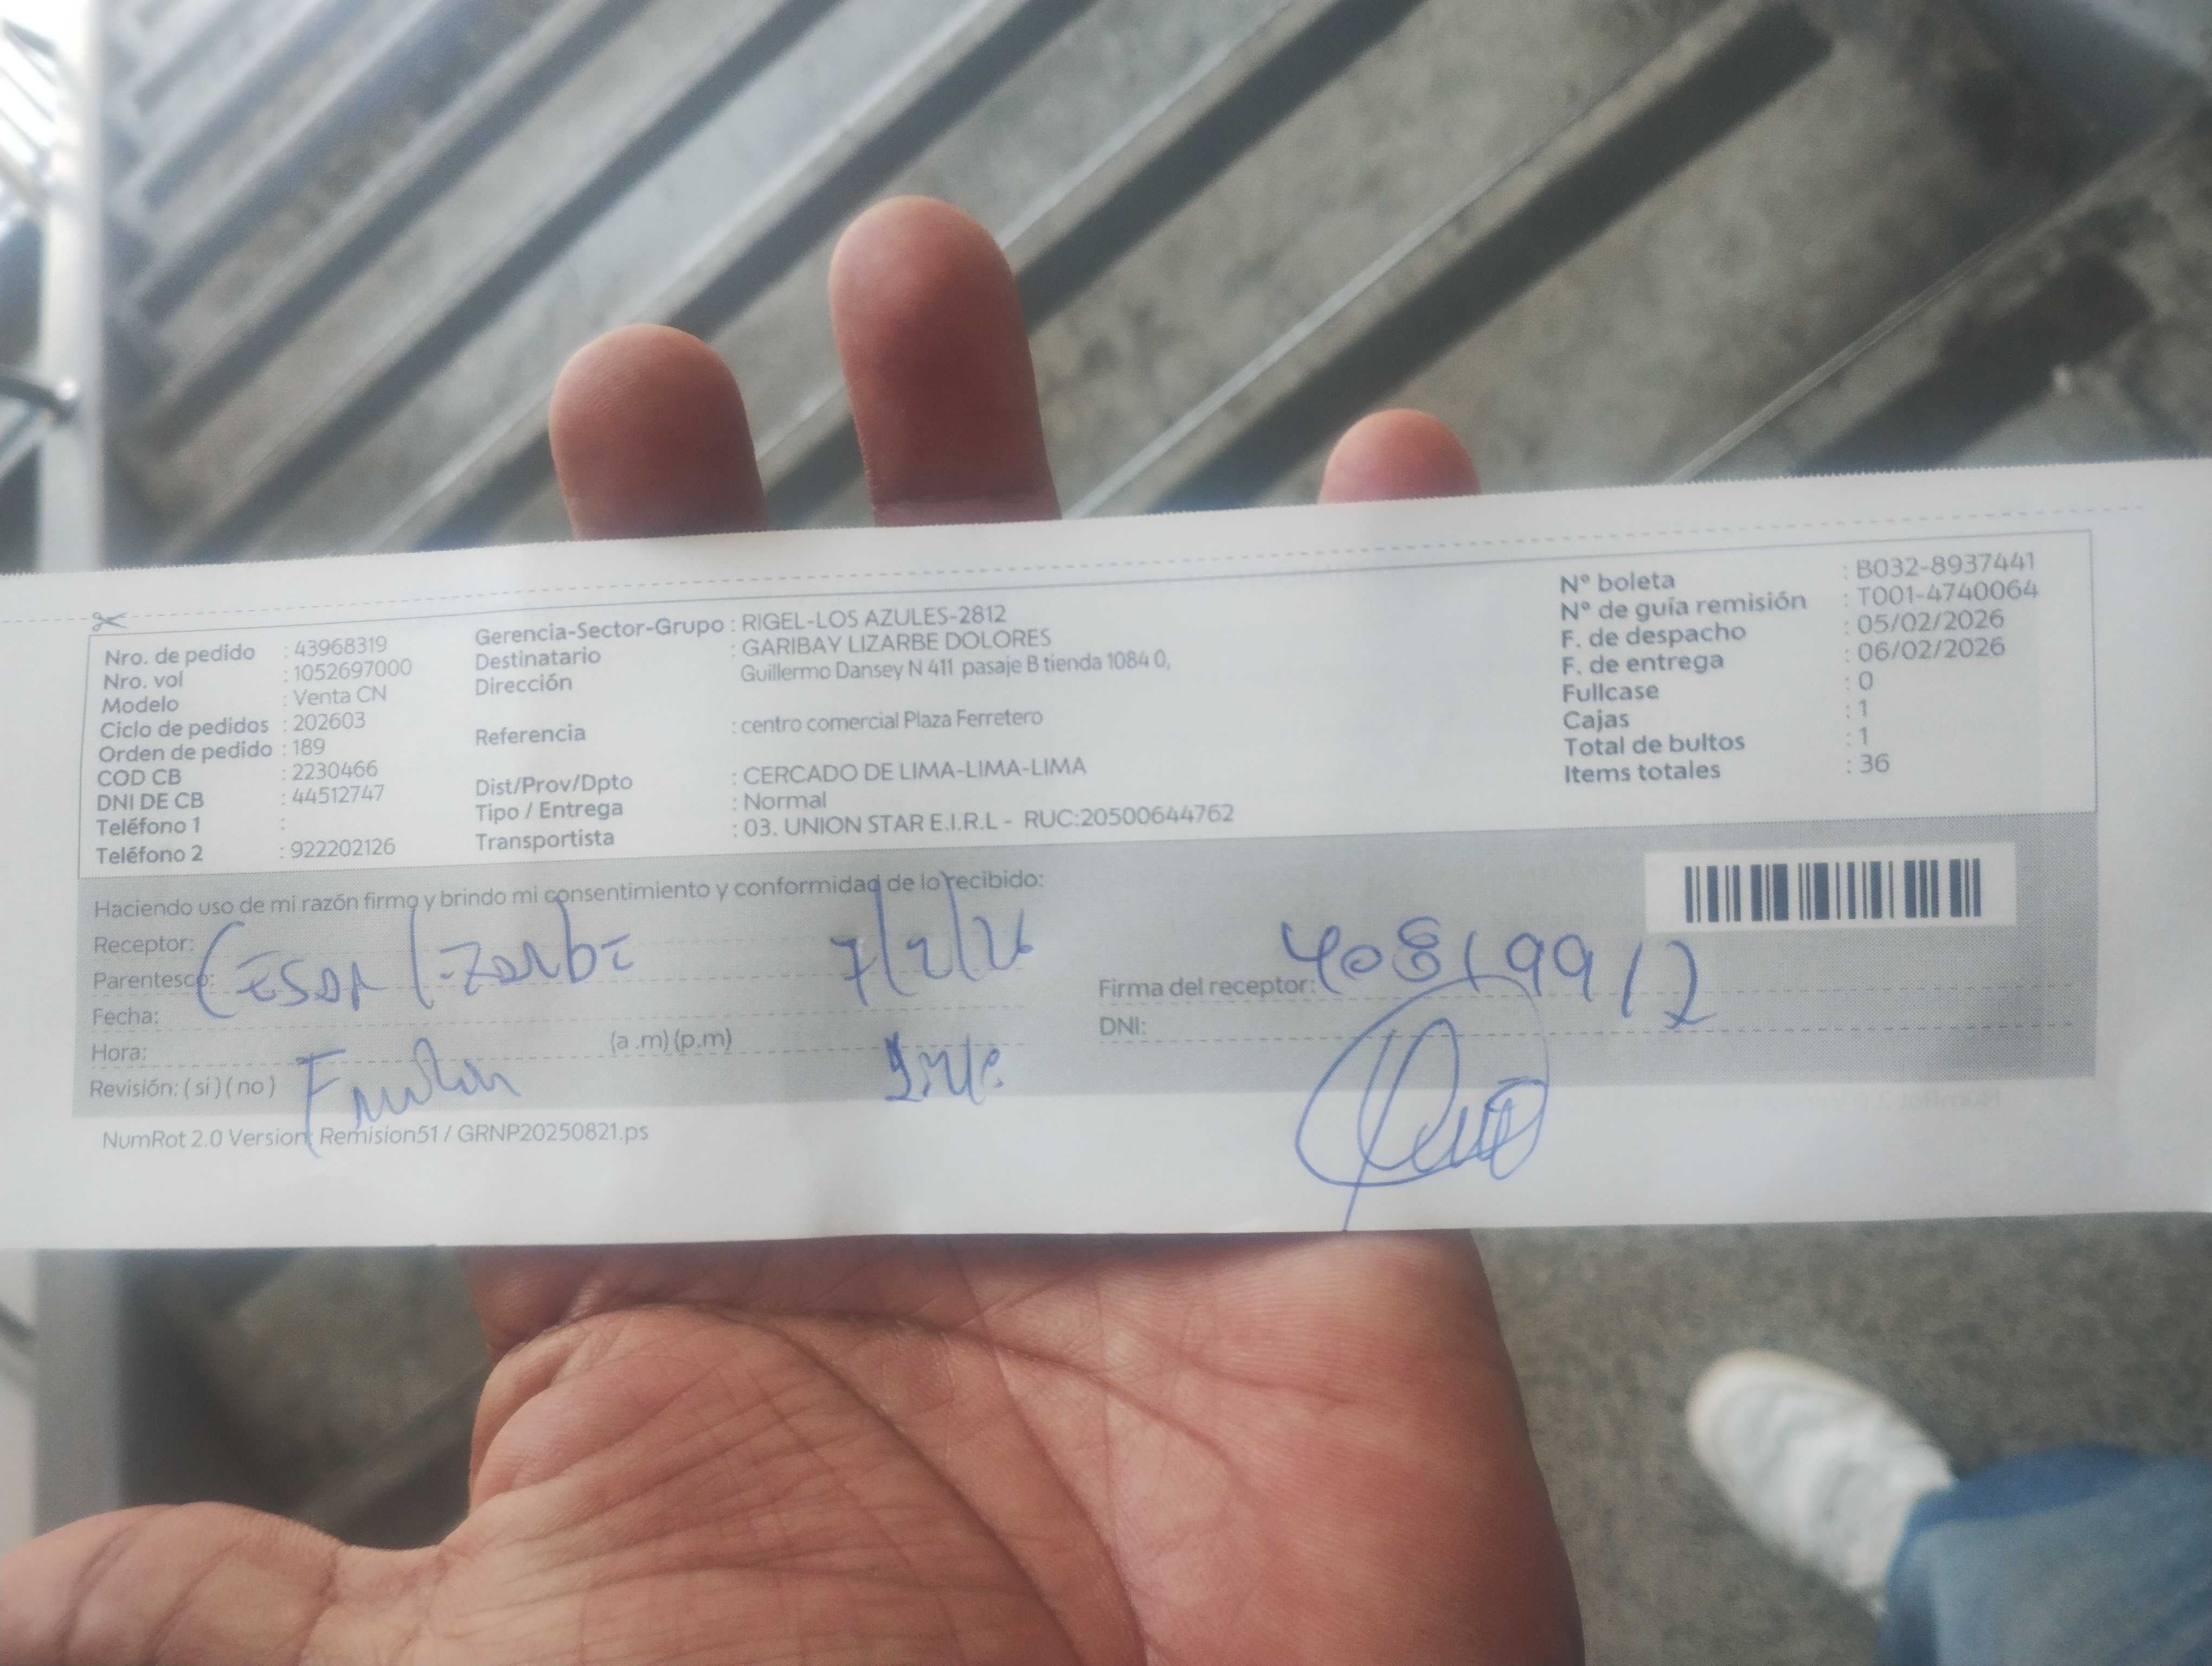 Nro. de pedido : 43968319
Nro. vol : 1052697000
Modelo : Venta CN
Ciclo de pedidos : 202603
Orden de pedido : 189
COD CB : 2230466
DNI DE CB : 44512747
Teléfono 1 :
Teléfono 2 : 922202126
Gerencia-Sector-Grupo : RIGEL-LOS AZULES-2812
Destinatario : GARIBAY LIZARBE DOLORES
Dirección Guillermo Dansey N 411 pasaje B tienda 1084 0,
Referencia : centro comercial Plaza Ferretero
Dist/Prov/Dpto : CERCADO DE LIMA-LIMA-LIMA
Tipo / Entrega : Normal
Transportista : 03. UNION STAR E.I.R.L - RUC:20500644762
N° boleta : B032-8937441
N° de guía remisión : T001-4740064
F. de despacho : 05/02/2026
F. de entrega : 06/02/2026
Fullcase : 0
Cajas : 1
Total de bultos : 1
Items totales : 36
Haciendo uso de mi razón firmo y brindo mi consentimiento y conformidad de lo recibido:
Receptor:
Parentesco: CESAR LIZARBE 7/2/26
Fecha:
Hora: (a .m) (p.m)
Revisión: ( si ) ( no )
Firma del receptor: 40819912
DNI:
NumRot 2.0 Version: Remision51 / GRNP20250821.ps